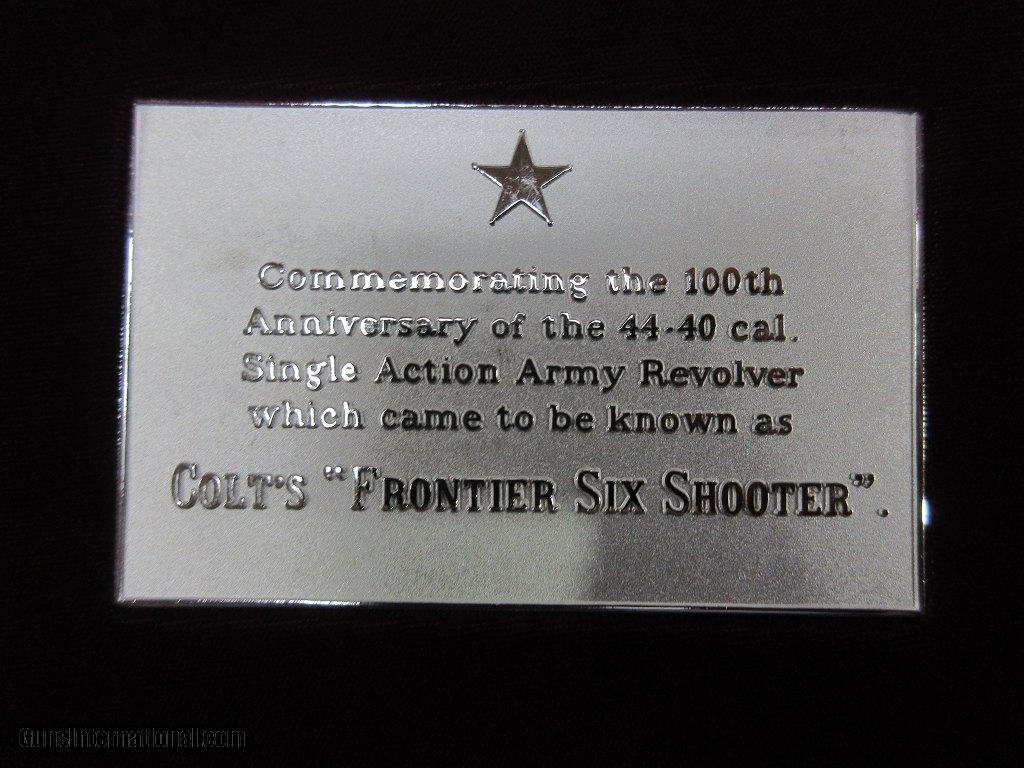 Commemorating the 100th
Anniversary of the 44-40 cal.
Single Action Army Revolver
which came to be known as
COLT'S "FRONTIER SIX SHOOTER".
GunsInternational.com